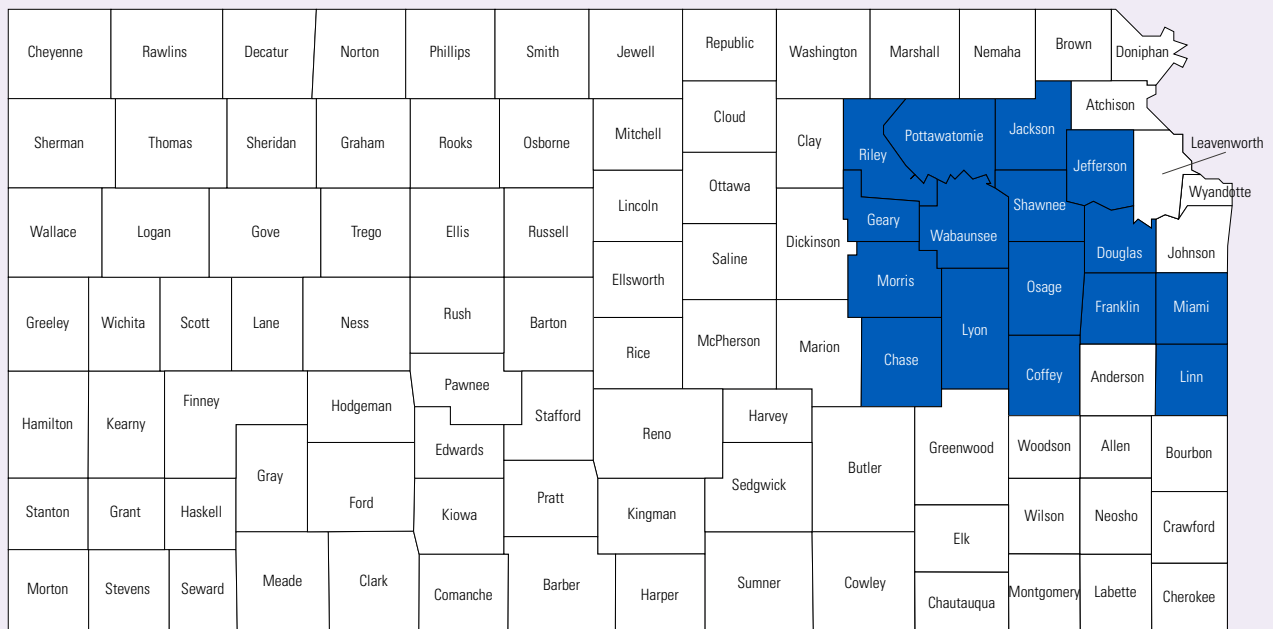 Cheyenne
Rawlins
Decatur
Norton
Phillips
Smith
Jewell
Republic
Washington
Marshall
Nemaha
Brown
Doniphan
Sherman
Thomas
Sheridan
Graham
Rooks
Osborne
Mitchell
Cloud
Clay
Riley
Pottawatomie
Jackson
Atchison
Jefferson
Leavenworth
Wyandotte
Wallace
Logan
Gove
Trego
Ellis
Russell
Lincoln
Ottawa
Dickinson
Geary
Wabaunsee
Shawnee
Douglas
Johnson
Ellsworth
Saline
Morris
Osage
Franklin
Miami
Greeley
Wichita
Scott
Lane
Ness
Rush
Barton
Rice
McPherson
Marion
Chase
Lyon
Coffey
Anderson
Linn
Hamilton
Kearny
Finney
Hodgeman
Pawnee
Stafford
Reno
Harvey
Butler
Greenwood
Woodson
Allen
Bourbon
Gray
Ford
Edwards
Sedgwick
Stanton
Grant
Haskell
Kiowa
Pratt
Kingman
Elk
Wilson
Neosho
Crawford
Morton
Stevens
Seward
Meade
Clark
Comanche
Barber
Harper
Sumner
Cowley
Chautauqua
Montgomery
Labette
Cherokee